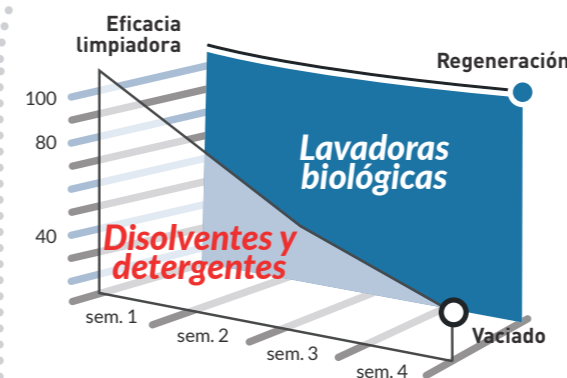 Eficacia
limpiadora
Regeneración
100
80
40
Lavadoras
biológicas
Disolventes y
detergentes
sem. 1
sem. 2
sem. 3
sem. 4
Vaciado